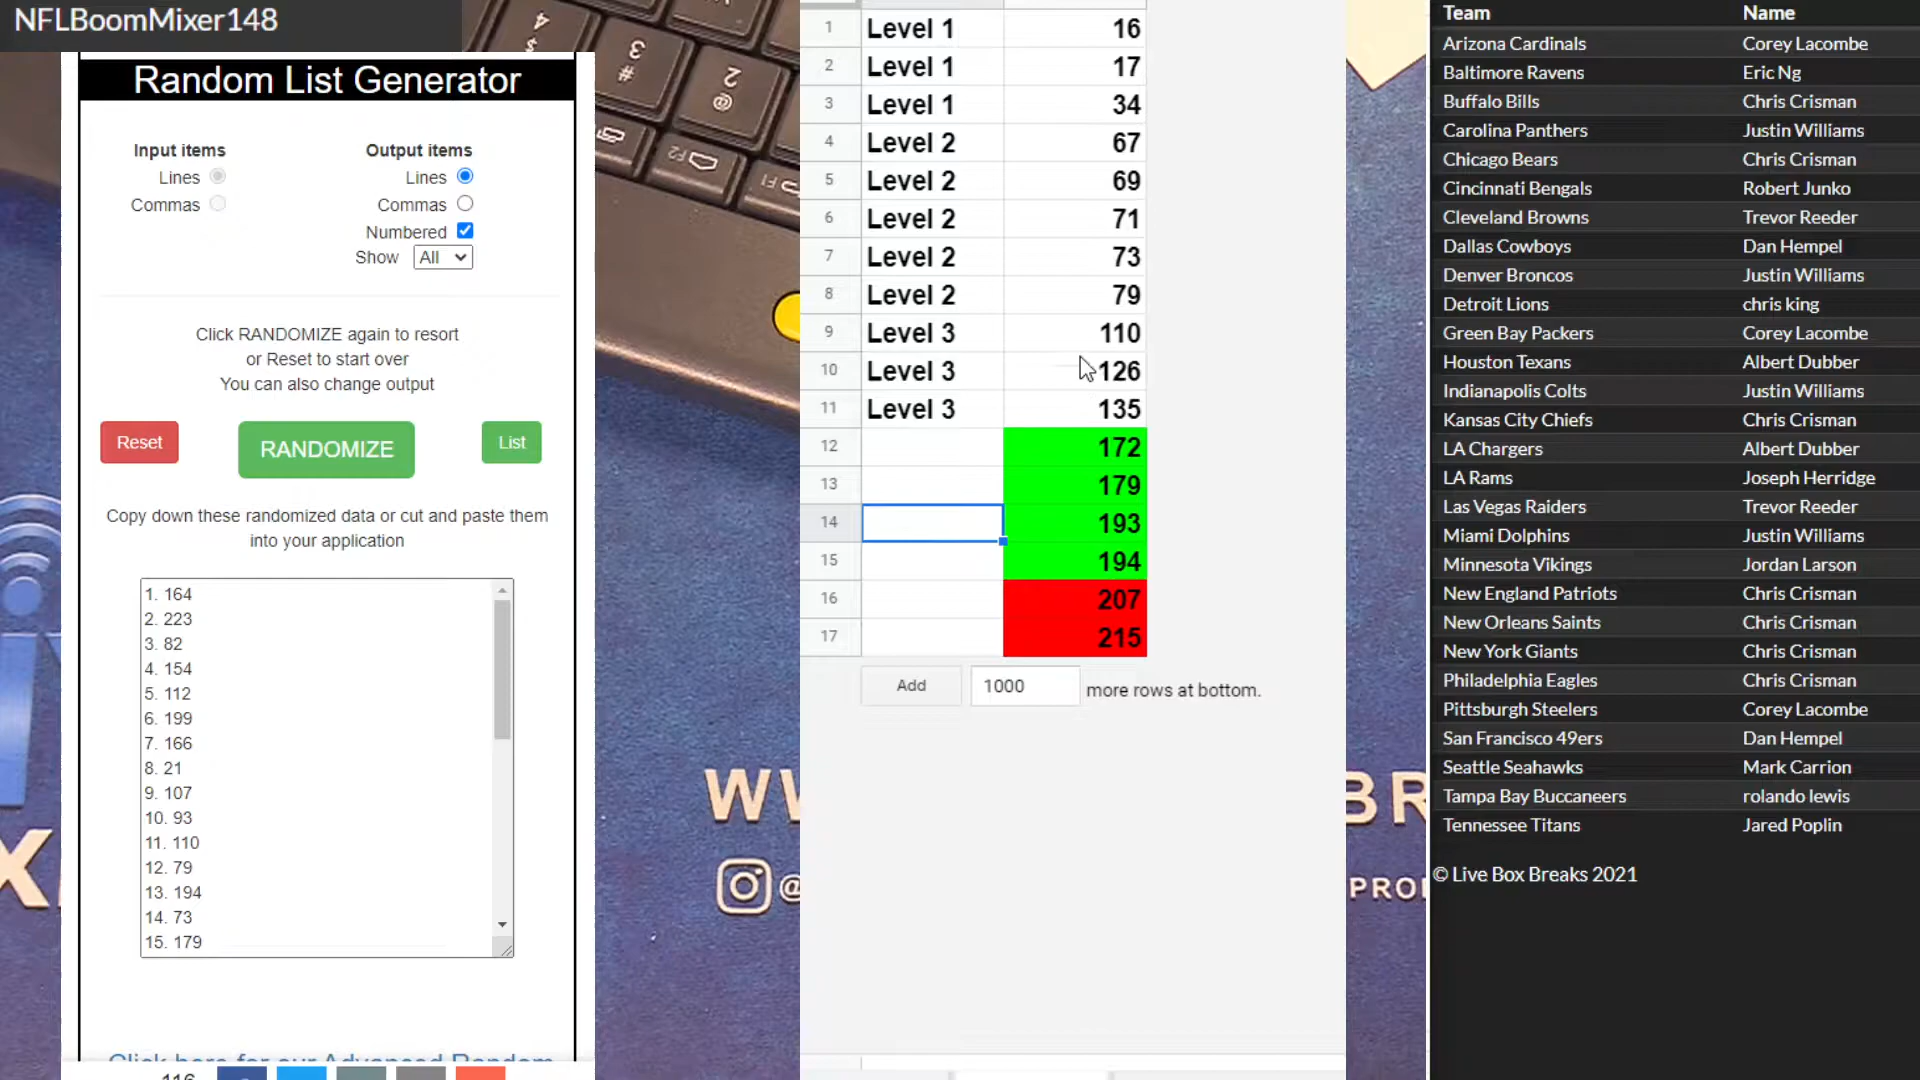 NFLBoomMixer148
Random List Generator
Input items
Lines
Commas
Output items
Lines
Commas
Numbered
Show All
Click RANDOMIZE again to resort
or Reset to start over
You can also change output
Reset
RANDOMIZE
List
Copy down these randomized data or cut and paste them
into your application
1. 164
2. 223
3. 82
4. 154
5. 112
6. 199
7. 166
8. 21
9. 107
10. 93
11. 110
12. 79
13. 194
14. 73
15. 179
1 Level 1 16
2 Level 1 17
3 Level 1 34
4 Level 2 67
5 Level 2 69
6 Level 2 71
7 Level 2 73
8 Level 2 79
9 Level 3 110
10 Level 3 126
11 Level 3 135
12 172
13 179
14 193
15 194
16 207
17 215
Add 1000 more rows at bottom.
Team Name
Arizona Cardinals Corey Lacombe
Baltimore Ravens Eric Ng
Buffalo Bills Chris Crisman
Carolina Panthers Justin Williams
Chicago Bears Chris Crisman
Cincinnati Bengals Robert Junko
Cleveland Browns Trevor Reeder
Dallas Cowboys Dan Hempel
Denver Broncos Justin Williams
Detroit Lions chris king
Green Bay Packers Corey Lacombe
Houston Texans Albert Dubber
Indianapolis Colts Justin Williams
Kansas City Chiefs Chris Crisman
LA Chargers Albert Dubber
LA Rams Joseph Herridge
Las Vegas Raiders Trevor Reeder
Miami Dolphins Justin Williams
Minnesota Vikings Jordan Larson
New England Patriots Chris Crisman
New Orleans Saints Chris Crisman
New York Giants Chris Crisman
Philadelphia Eagles Chris Crisman
Pittsburgh Steelers Corey Lacombe
San Francisco 49ers Dan Hempel
Seattle Seahawks Mark Carrion
Tampa Bay Buccaneers rolando lewis
Tennessee Titans Jared Poplin
© Live Box Breaks 2021